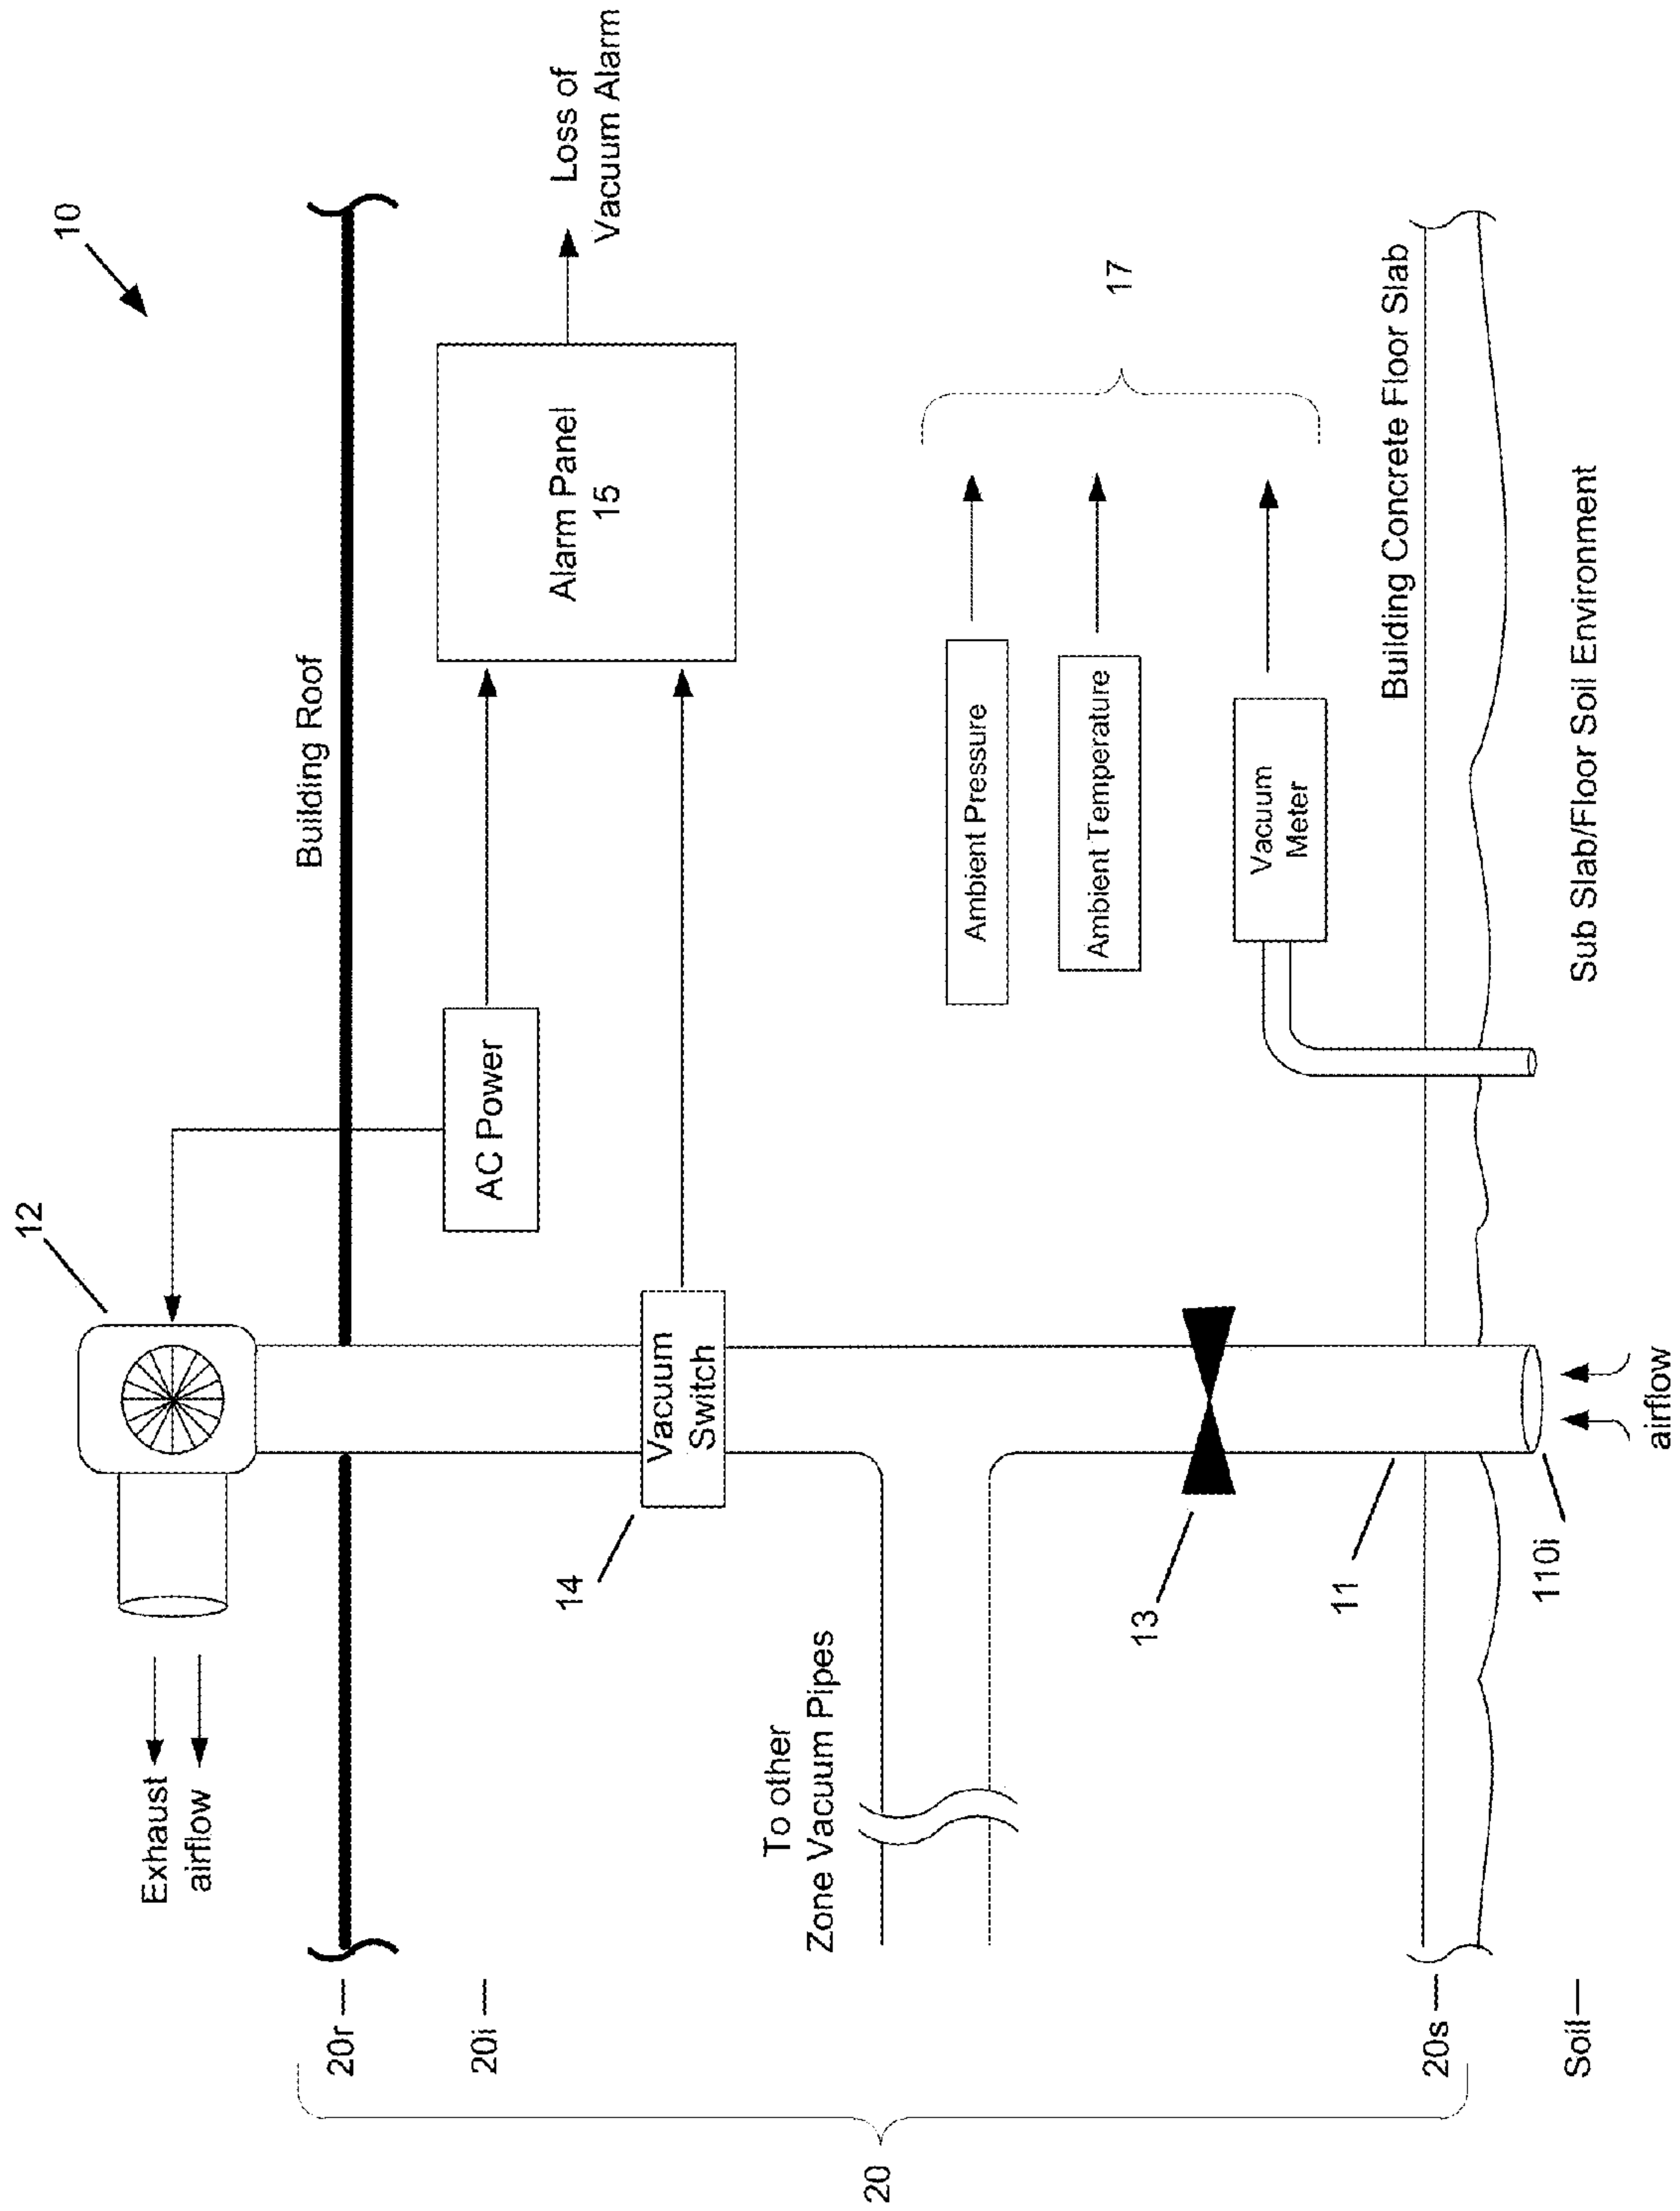 10
12
Exhaust
airflow
Building Roof
20r
20i
AC Power
Alarm Panel
15
Loss of
Vacuum Alarm
14
Vacuum
Switch
To other
Zone Vacuum Pipes
20
Ambient Pressure
Ambient Temperature
Vacuum
Meter
17
13
11
Building Concrete Floor Slab
20s
110i
Soil
Sub Slab/Floor Soil Environment
airflow